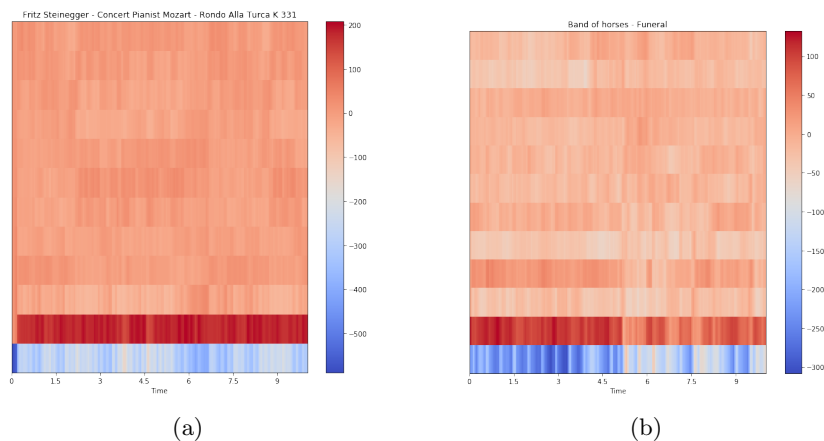 Fritz Steinegger - Concert Pianist Mozart - Rondo Alla Turca K 331
200
100
0
−100
−200
−300
−400
−500
0 1.5 3 4.5 6 7.5 9
Time
(a)
Band of horses - Funeral
100
50
0
−50
−100
−150
−200
−250
−300
0 1.5 3 4.5 6 7.5 9
Time
(b)